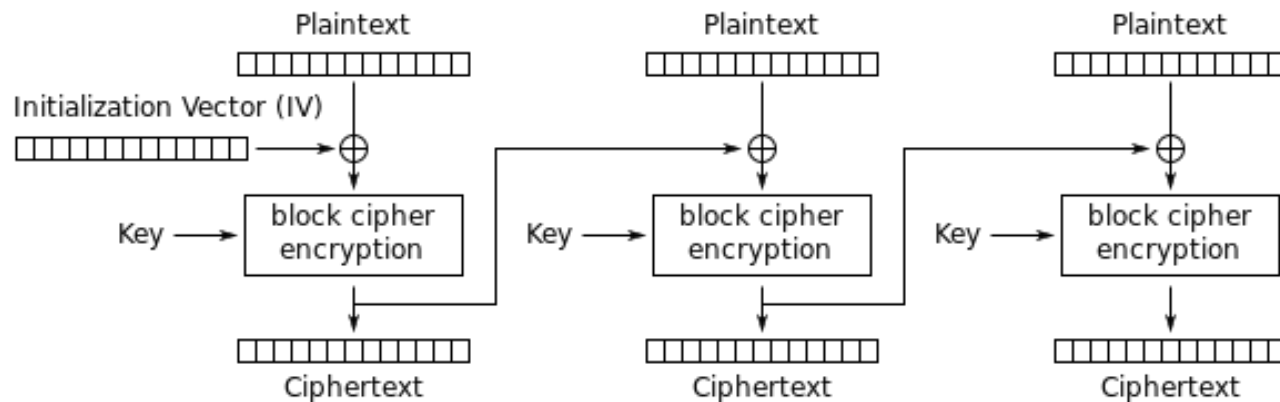 Plaintext
Plaintext
Plaintext
Initialization Vector (IV)
Key
block cipher
encryption
Key
block cipher
encryption
Key
block cipher
encryption
Ciphertext
Ciphertext
Ciphertext